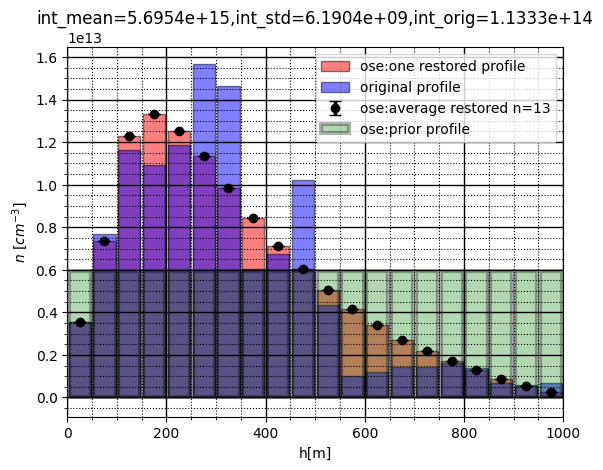 int_mean=5.6954e+15,int_std=6.1904e+09,int_orig=1.1333e+14
1e13
ose:one restored profile
original profile
ose:average restored n=13
ose:prior profile
1.6
1.4
1.2
1.0
0.8
0.6
0.4
0.2
0.0
n [cm⁻³]
0 200 400 600 800 1000
h[m]